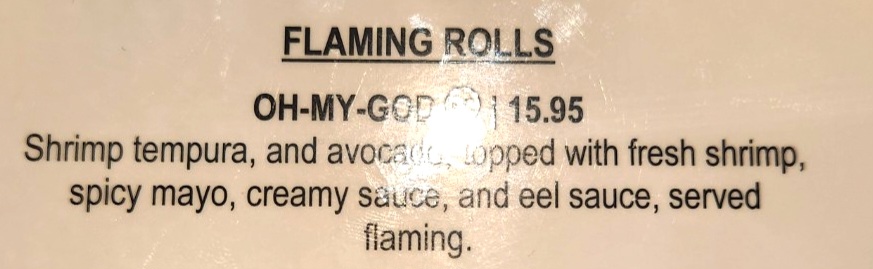 FLAMING ROLLS
OH-MY-GOD | 15.95
Shrimp tempura, and avocado, topped with fresh shrimp,
spicy mayo, creamy sauce, and eel sauce, served
flaming.